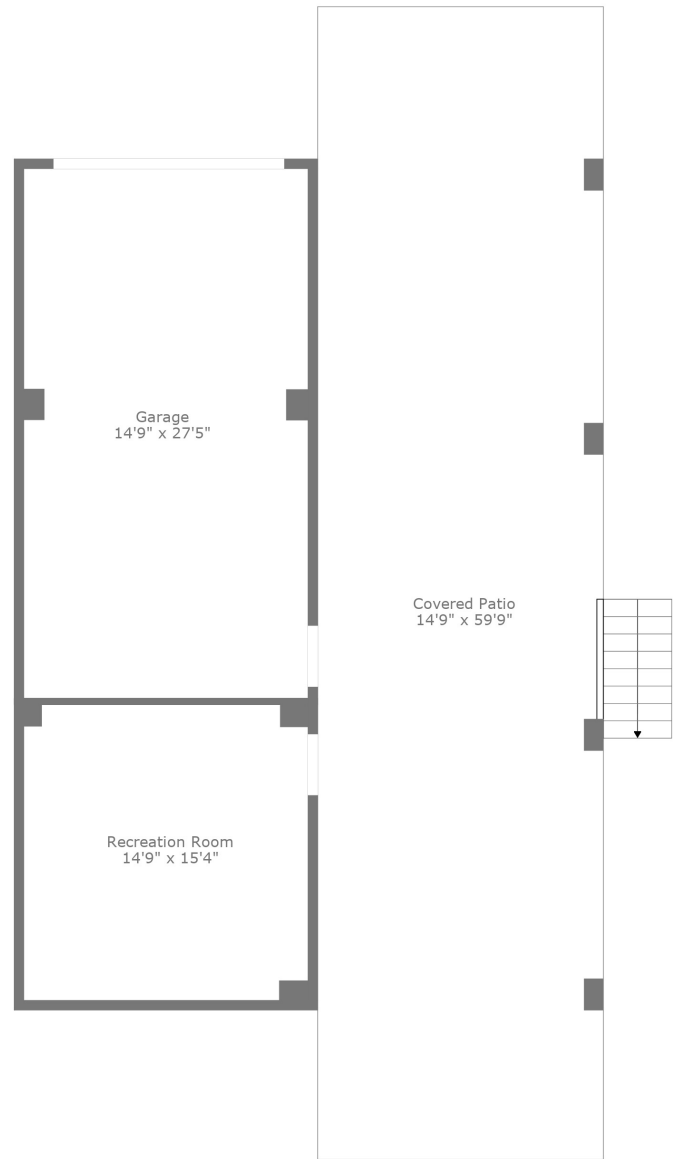 Garage
14'9" x 27'5"
Covered Patio
14'9" x 59'9"
Recreation Room
14'9" x 15'4"